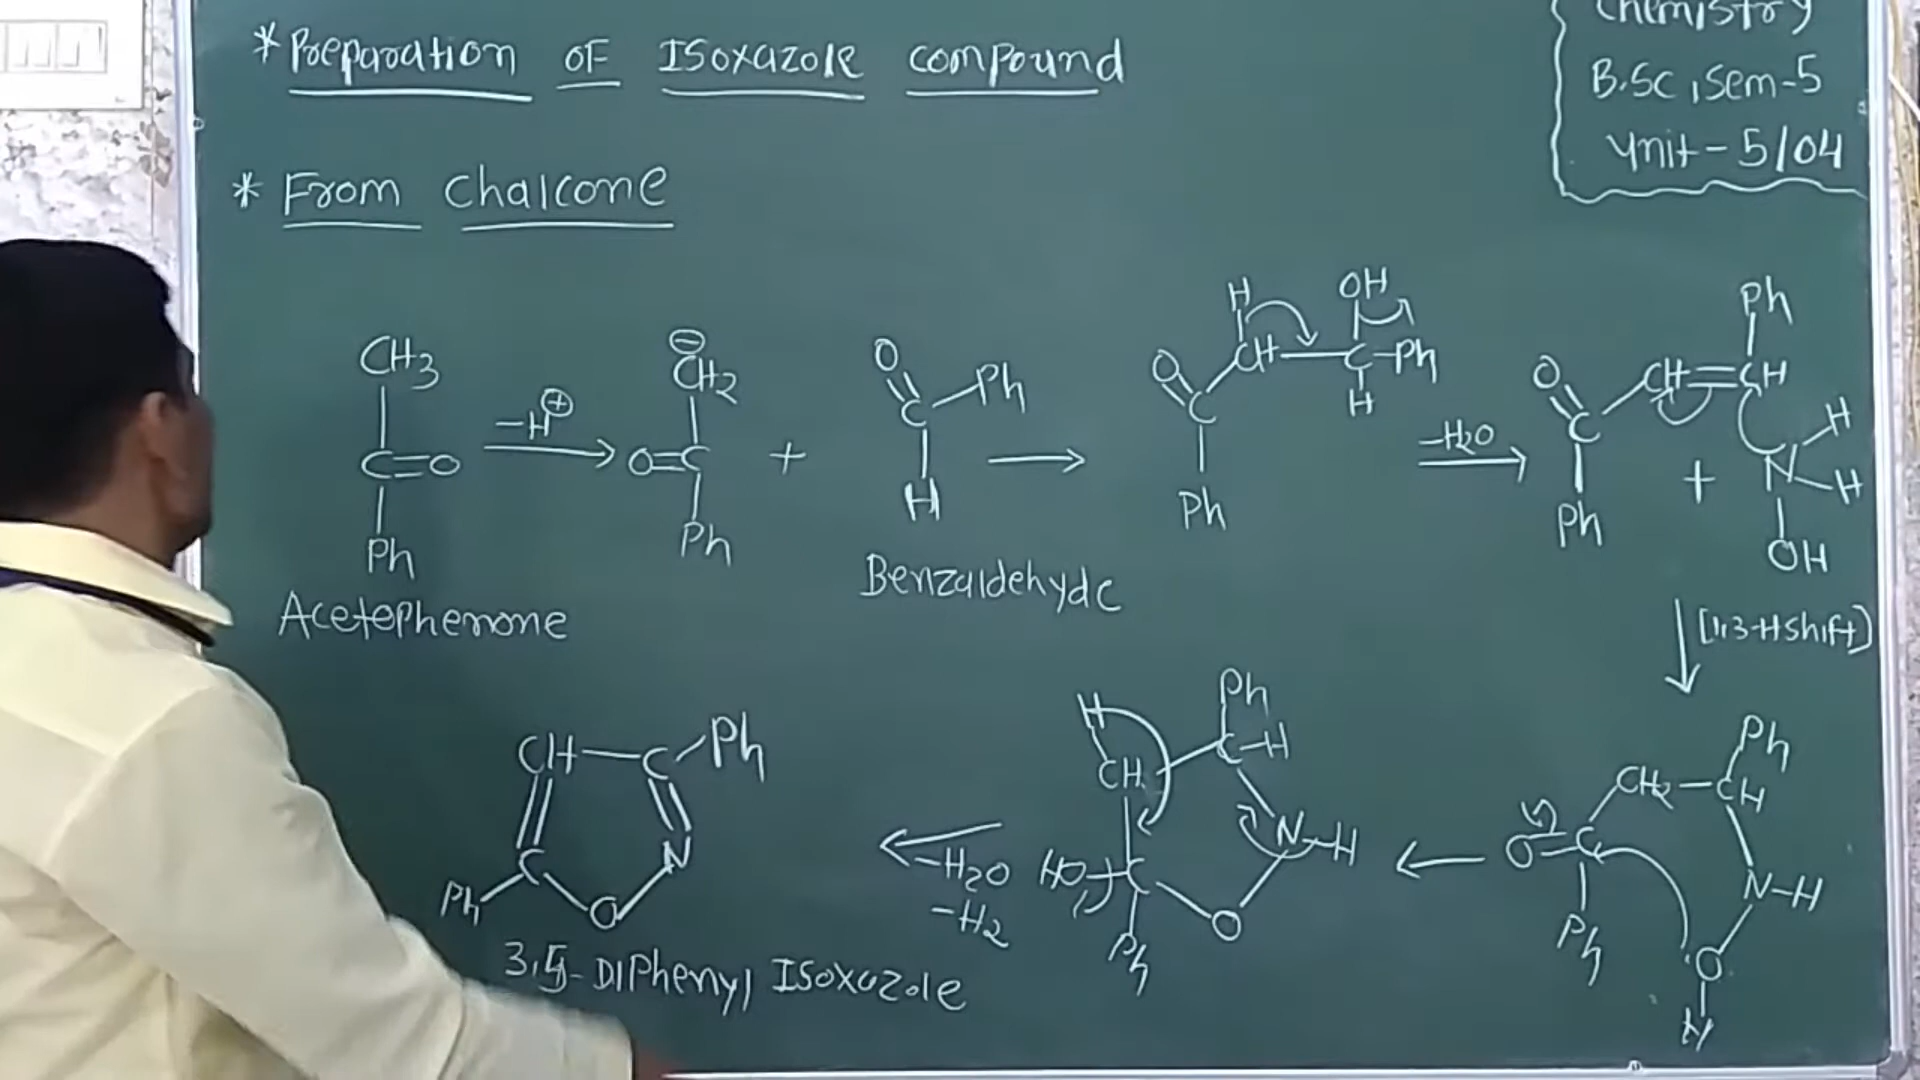 *Preparation OF ISoxazole compound
Chemistry
B.Sc, Sem-5
Unit-5/04
* From Chalcone
CH3
C=O
Ph
Acetophenone
-H⊕
⊖
CH2
O=C
Ph
+
O
C
Ph
H
Benzaldehyde
H
OH
O
CH
C-Ph
C
H
Ph
-H2O
Ph
O
CH=CH
C
H
+
N-H
Ph
OH
[1,3-H shift]
Ph
CH2-CH
O=C
N-H
Ph
O
H
Ph
H
C-H
CH
N-H
HO-C
O
Ph
-H2O
-H2
CH-C-Ph
C
N
Ph
O
3,5-DiPhenyl ISoxazole